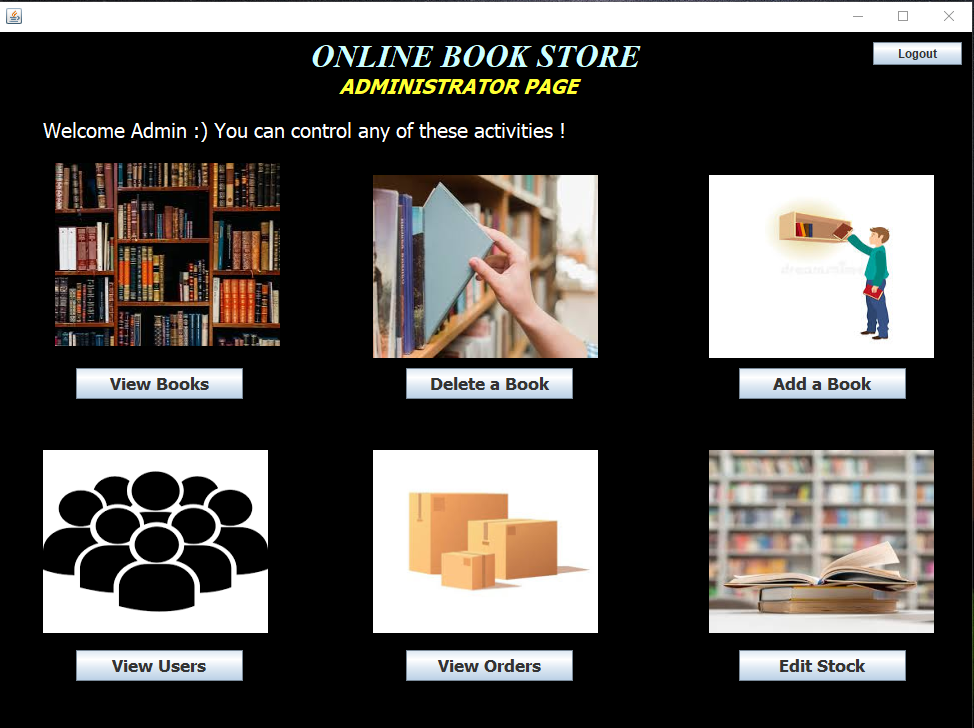 ONLINE BOOK STORE
Logout
ADMINISTRATOR PAGE
Welcome Admin :) You can control any of these activities !
View Books
Delete a Book
Add a Book
View Users
View Orders
Edit Stock